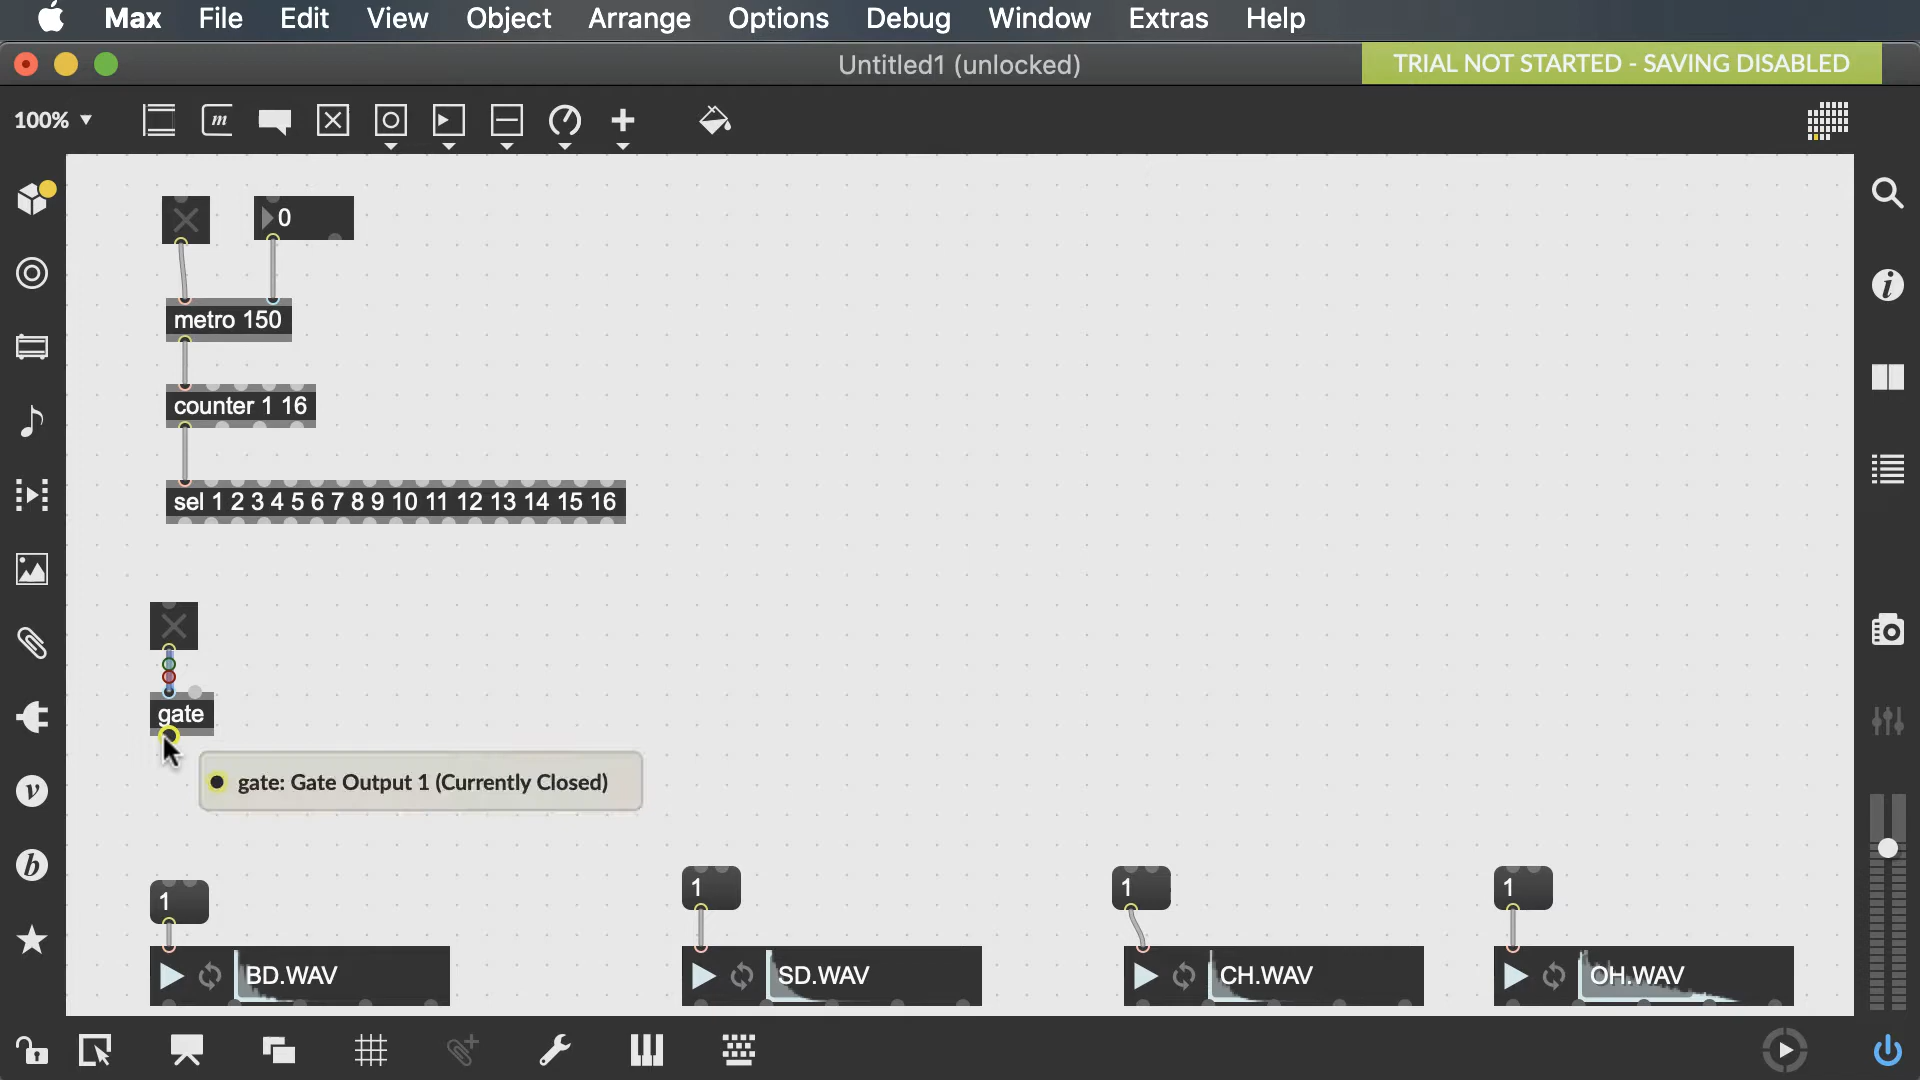 Max File Edit View Object Arrange Options Debug Window Extras Help
Untitled1 (unlocked)
TRIAL NOT STARTED - SAVING DISABLED
100%
m
0
metro 150
counter 1 16
sel 1 2 3 4 5 6 7 8 9 10 11 12 13 14 15 16
gate
gate: Gate Output 1 (Currently Closed)
v
b
i
1 1 1 1
BD.WAV SD.WAV CH.WAV OH.WAV